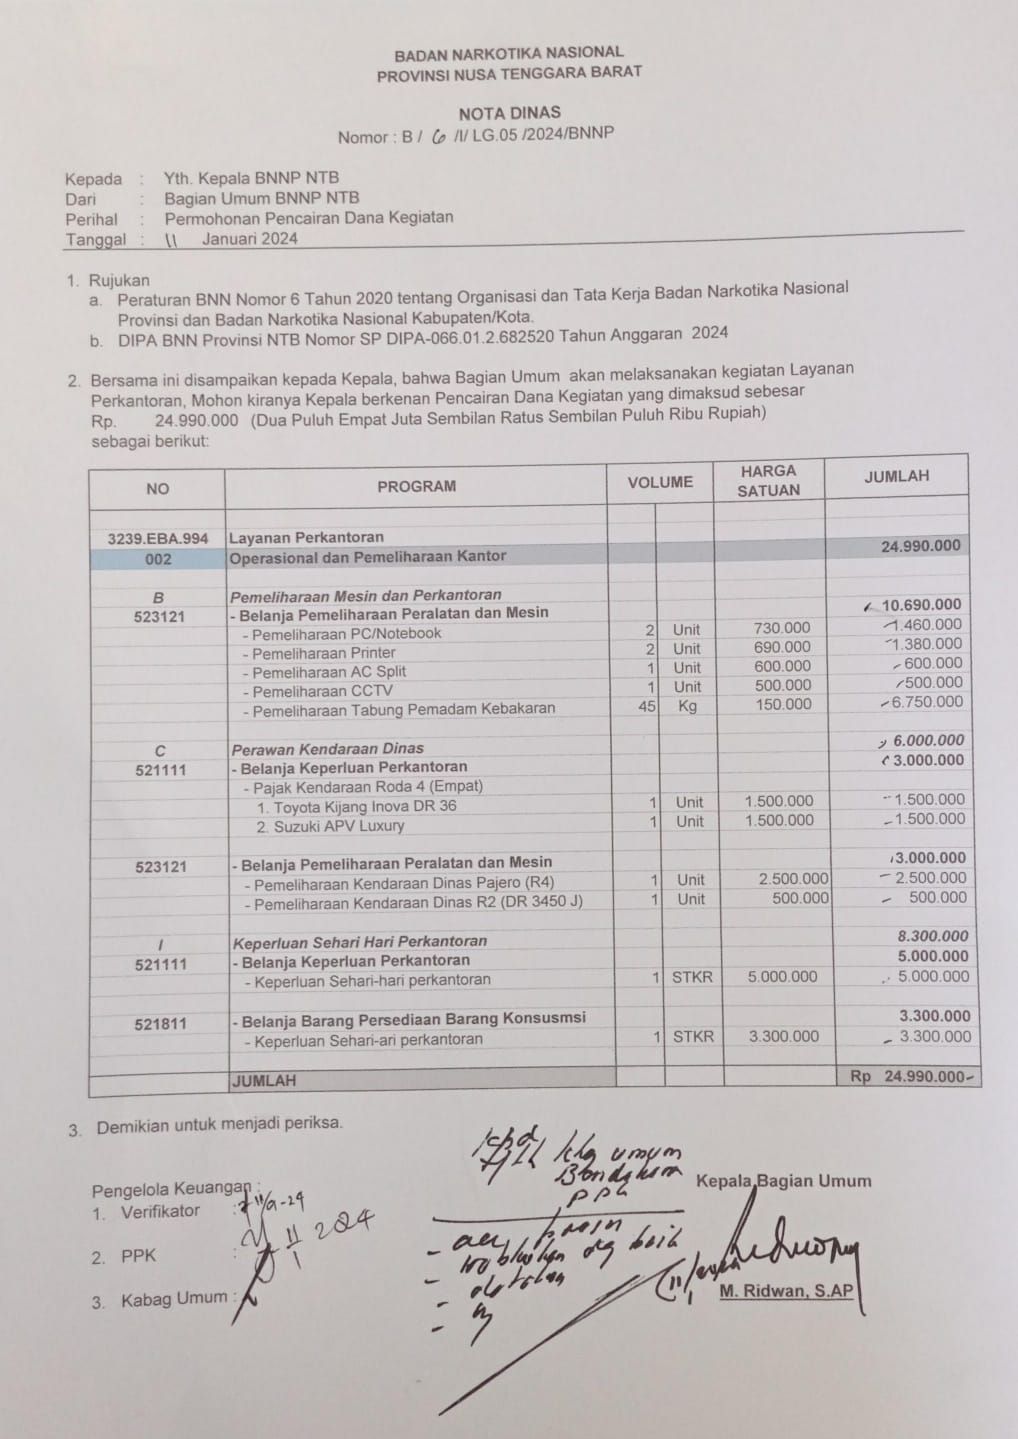 BADAN NARKOTIKA NASIONAL
PROVINSI NUSA TENGGARA BARAT
NOTA DINAS
Nomor : B / 6 /I/ LG.05 /2024/BNNP
Kepada : Yth. Kepala BNNP NTB
Dari : Bagian Umum BNNP NTB
Perihal : Permohonan Pencairan Dana Kegiatan
Tanggal : 11 Januari 2024
1. Rujukan
a. Peraturan BNN Nomor 6 Tahun 2020 tentang Organisasi dan Tata Kerja Badan Narkotika Nasional
Provinsi dan Badan Narkotika Nasional Kabupaten/Kota.
b. DIPA BNN Provinsi NTB Nomor SP DIPA-066.01.2.682520 Tahun Anggaran 2024
2. Bersama ini disampaikan kepada Kepala, bahwa Bagian Umum akan melaksanakan kegiatan Layanan
Perkantoran, Mohon kiranya Kepala berkenan Pencairan Dana Kegiatan yang dimaksud sebesar
Rp. 24.990.000 (Dua Puluh Empat Juta Sembilan Ratus Sembilan Puluh Ribu Rupiah)
sebagai berikut:
NO PROGRAM VOLUME HARGA SATUAN JUMLAH
3239.EBA.994 Layanan Perkantoran
002 Operasional dan Pemeliharaan Kantor 24.990.000
B Pemeliharaan Mesin dan Perkantoran
523121 - Belanja Pemeliharaan Peralatan dan Mesin 10.690.000
- Pemeliharaan PC/Notebook 2 Unit 730.000 1.460.000
- Pemeliharaan Printer 2 Unit 690.000 1.380.000
- Pemeliharaan AC Split 1 Unit 600.000 600.000
- Pemeliharaan CCTV 1 Unit 500.000 500.000
- Pemeliharaan Tabung Pemadam Kebakaran 45 Kg 150.000 6.750.000
C Perawan Kendaraan Dinas 6.000.000
521111 - Belanja Keperluan Perkantoran 3.000.000
- Pajak Kendaraan Roda 4 (Empat)
1. Toyota Kijang Inova DR 36 1 Unit 1.500.000 1.500.000
2. Suzuki APV Luxury 1 Unit 1.500.000 1.500.000
523121 - Belanja Pemeliharaan Peralatan dan Mesin 3.000.000
- Pemeliharaan Kendaraan Dinas Pajero (R4) 1 Unit 2.500.000 2.500.000
- Pemeliharaan Kendaraan Dinas R2 (DR 3450 J) 1 Unit 500.000 500.000
I Keperluan Sehari Hari Perkantoran 8.300.000
521111 - Belanja Keperluan Perkantoran 5.000.000
- Keperluan Sehari-hari perkantoran 1 STKR 5.000.000 5.000.000
521811 - Belanja Barang Persediaan Barang Konsusmsi 3.300.000
- Keperluan Sehari-ari perkantoran 1 STKR 3.300.000 3.300.000
JUMLAH Rp 24.990.000-
3. Demikian untuk menjadi periksa.
umum
PPK
Pengelola Keuangan :
1. Verifikator :
2. PPK : 11 2024
3. Kabag Umum :
Kepala Bagian Umum
M. Ridwan, S.AP